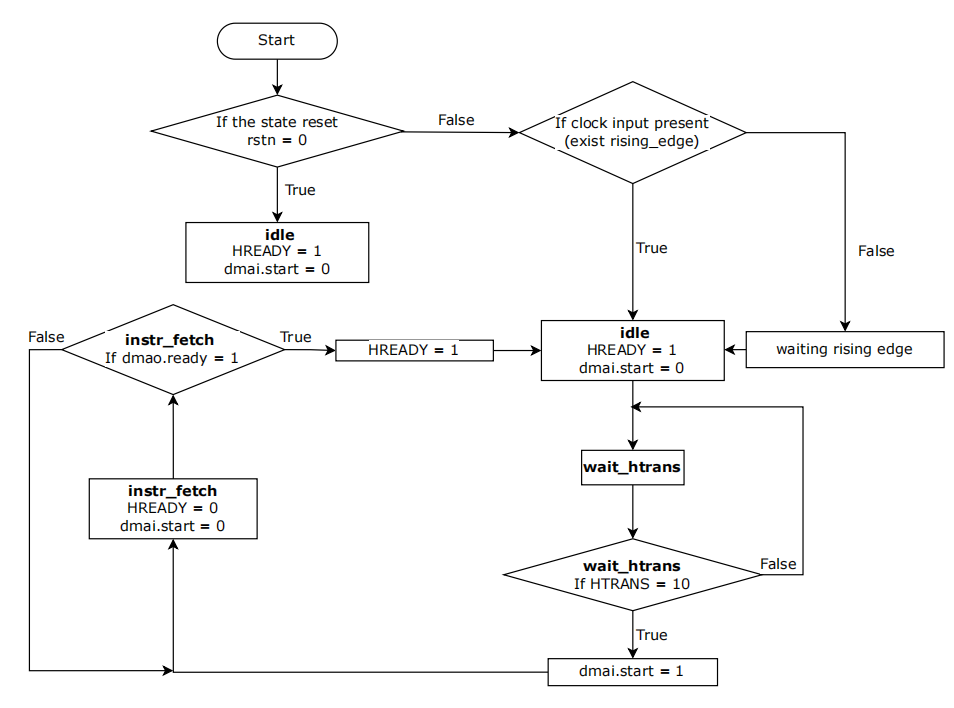 Start
If the state reset
rstn = 0
False
If clock input present
(exist rising_edge)
True
idle
HREADY = 1
dmai.start = 0
True
False
False
instr_fetch
If dmao.ready = 1
True
HREADY = 1
idle
HREADY = 1
dmai.start = 0
waiting rising edge
wait_htrans
instr_fetch
HREADY = 0
dmai.start = 0
wait_htrans
If HTRANS = 10
False
True
dmai.start = 1